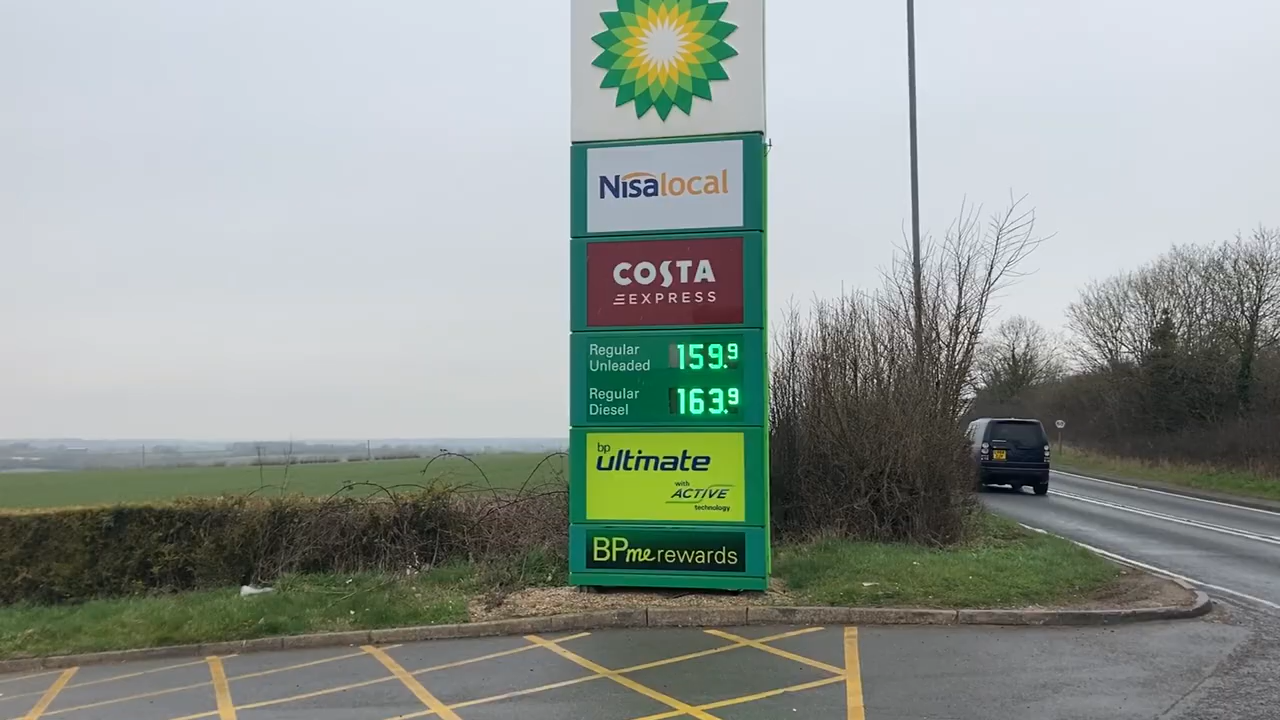 Nisalocal
COSTA
EXPRESS
Regular
Unleaded
159.9
Regular
Diesel
163.9
bp
ultimate
with
ACTIVE
technology
BPme rewards